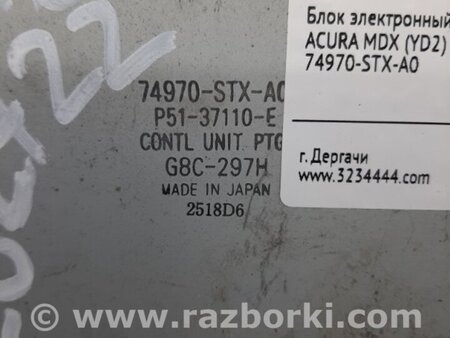 Блок электронный
ACURA MDX (YD2)
74970-STX-A0
г. Дергачи
www.3234444.com
74970-STX-A0
P51-37110-E
CONTL UNIT PTG
G8C-297H
MADE IN JAPAN
2518D6
22
www.razborki.com